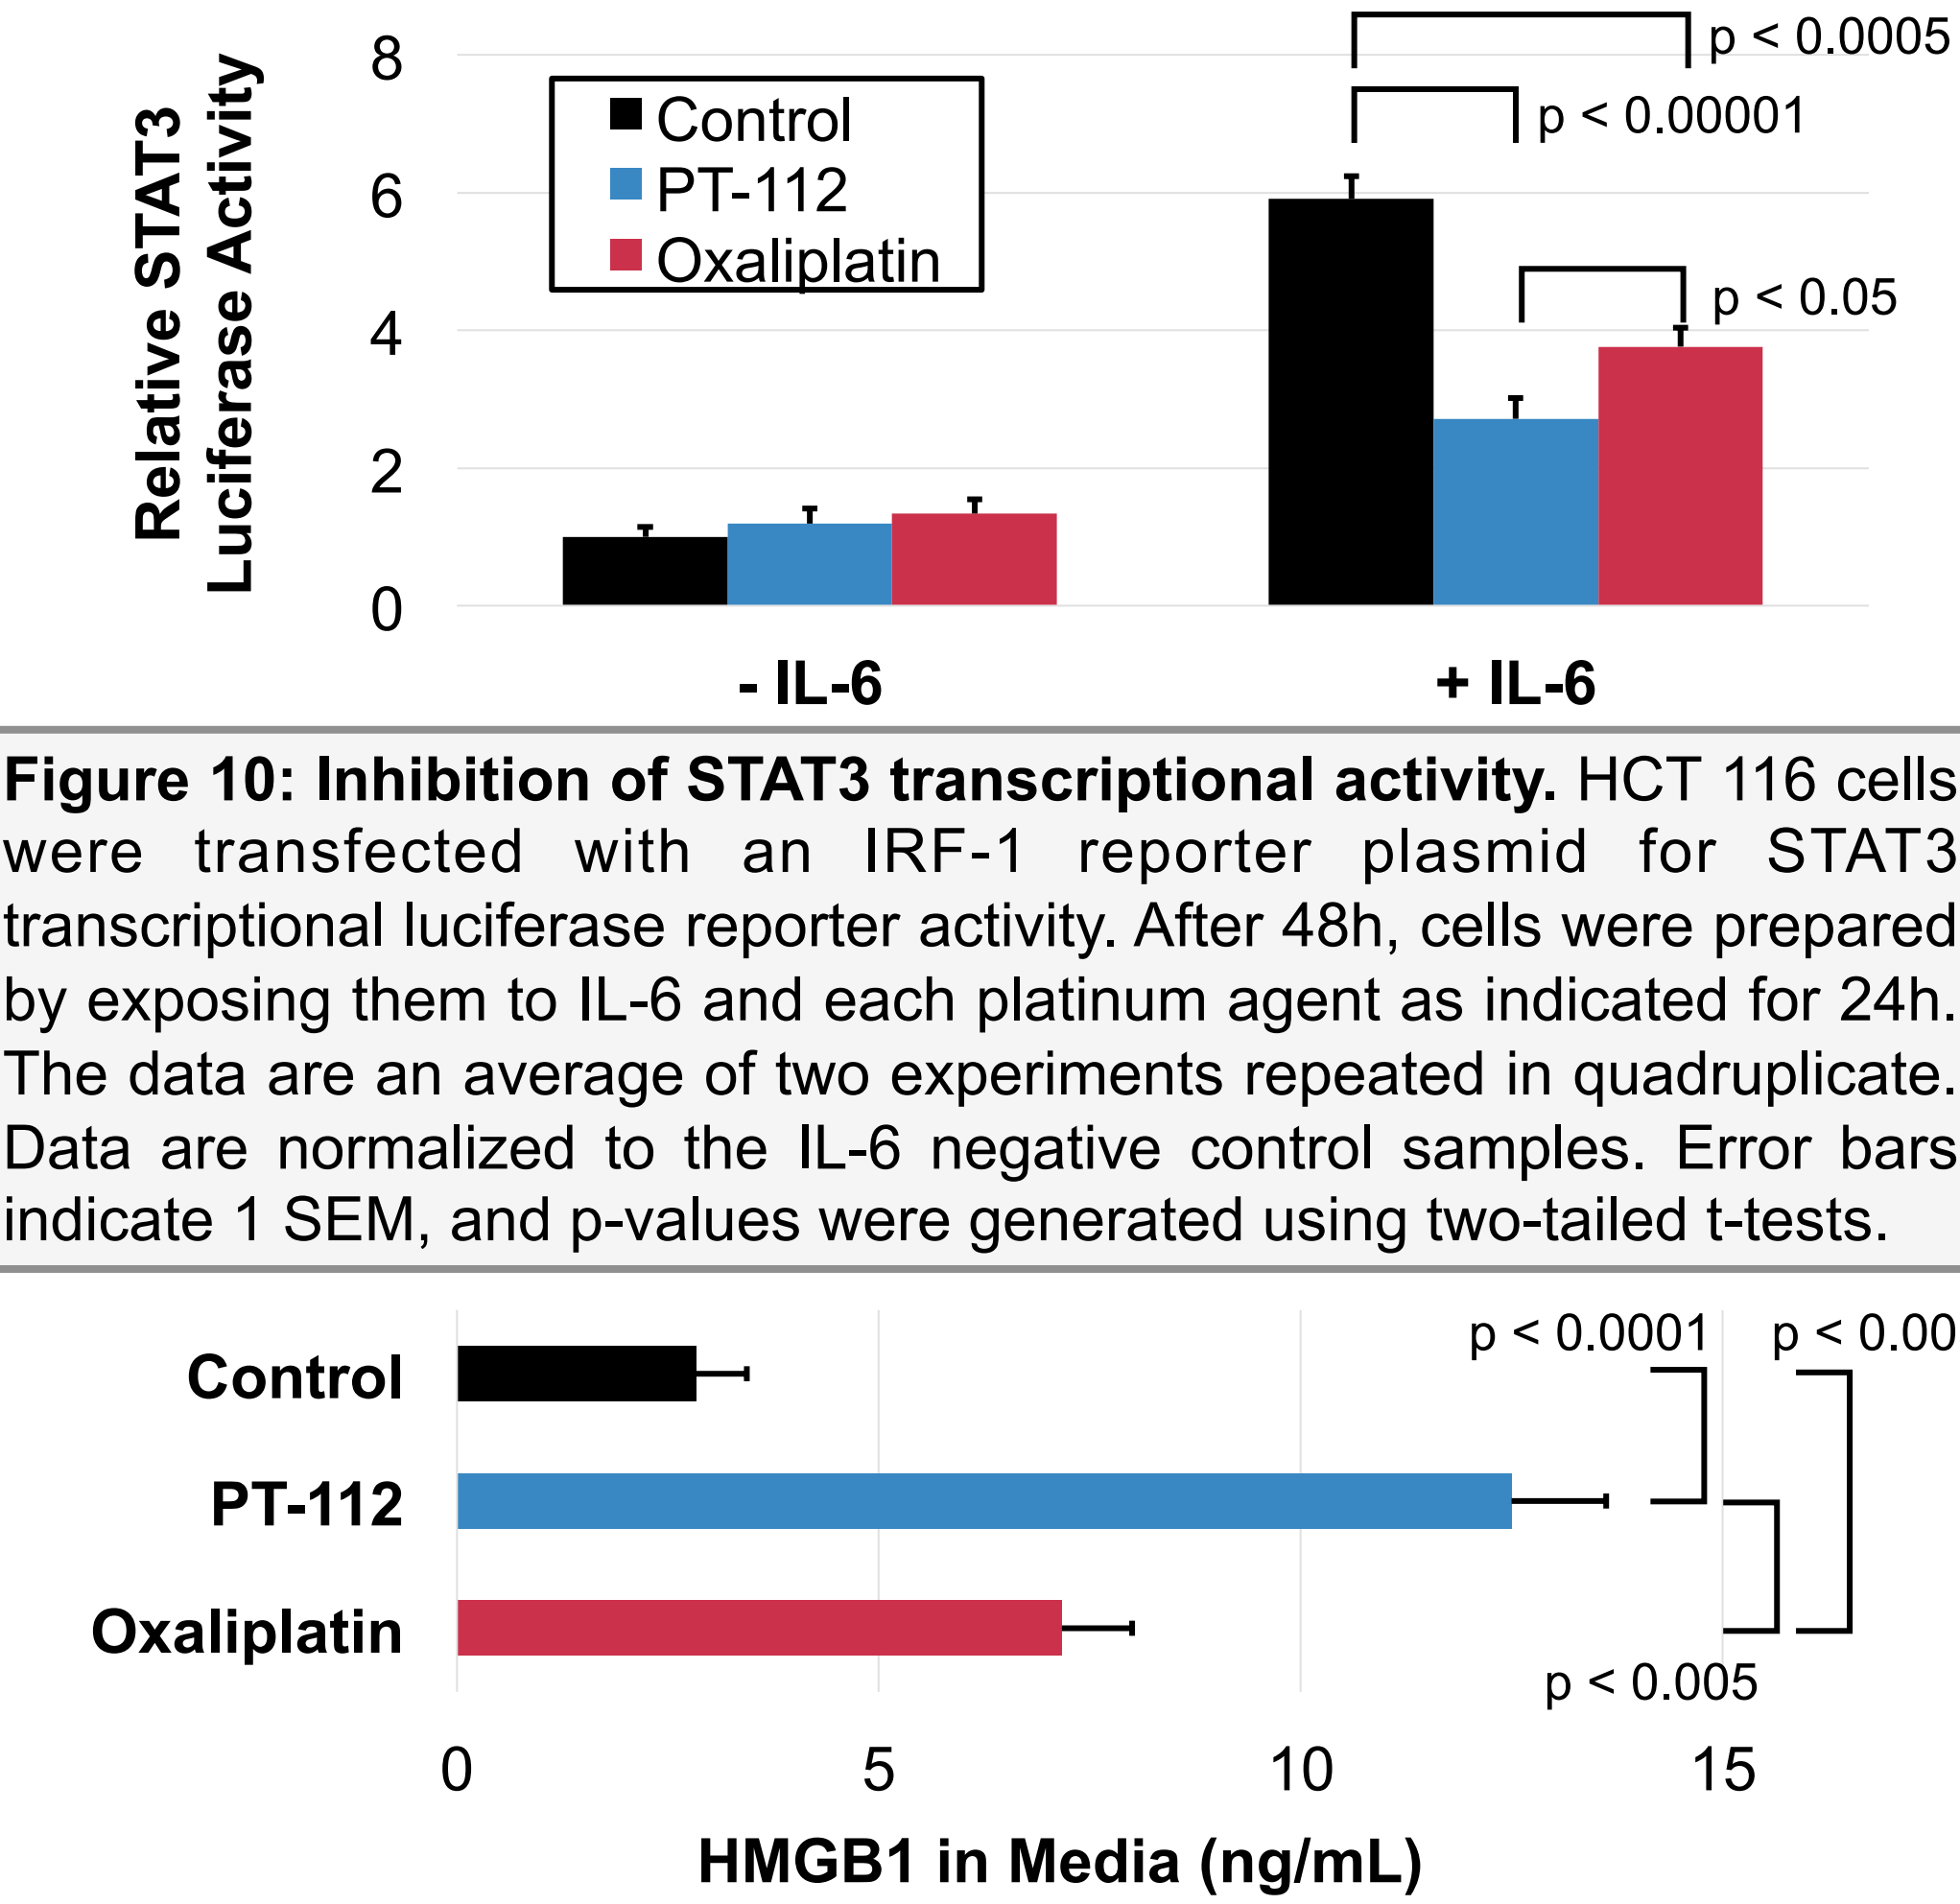 p < 0.0005
8
Relative STAT3
Luciferase Activity
Control
p < 0.00001
PT-112
6
Oxaliplatin
p < 0.05
4
2
0
- IL-6
+ IL-6
Figure 10: Inhibition of STAT3 transcriptional activity. HCT 116 cells
were transfected with an IRF-1 reporter plasmid for STAT3
transcriptional luciferase reporter activity. After 48h, cells were prepared
by exposing them to IL-6 and each platinum agent as indicated for 24h.
The data are an average of two experiments repeated in quadruplicate.
Data are normalized to the IL-6 negative control samples. Error bars
indicate 1 SEM, and p-values were generated using two-tailed t-tests.
p < 0.0001
p < 0.00
Control
PT-112
Oxaliplatin
p < 0.005
0 5 10 15
HMGB1 in Media (ng/mL)